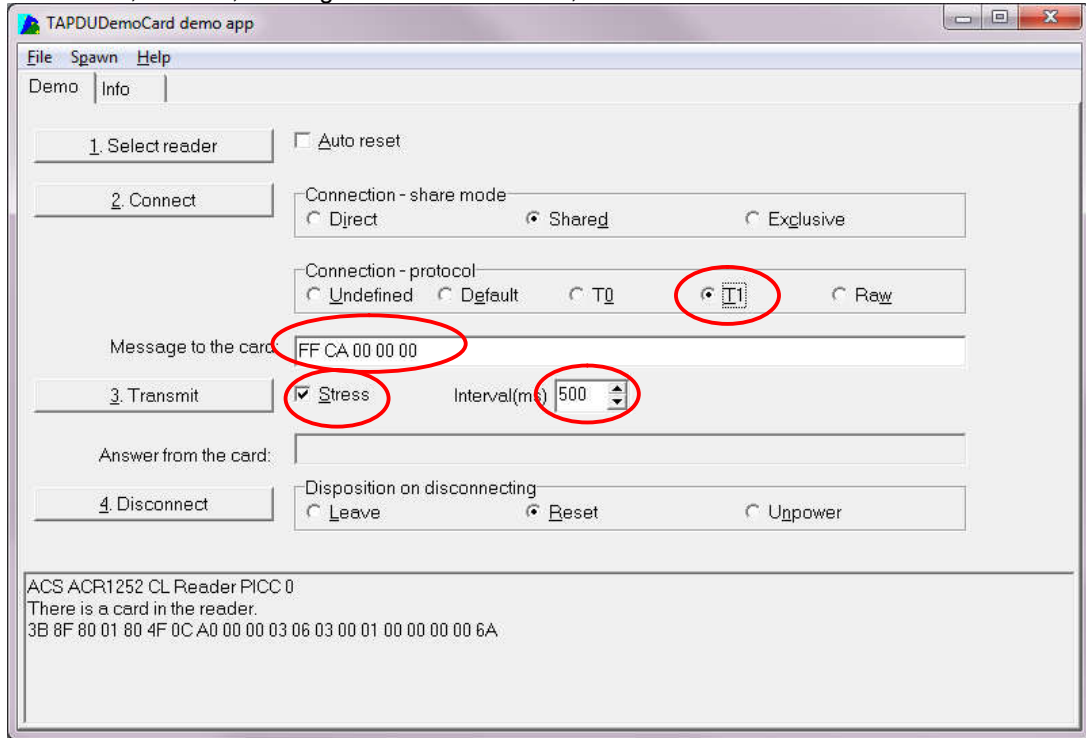 TAPDUDemoCard demo app
File Spawn Help
Demo Info
1. Select reader Auto reset
2. Connect
Connection - share mode
Direct Shared Exclusive
Connection - protocol
Undefined Default T0 T1 Raw
Message to the card: FF CA 00 00 00
3. Transmit Stress Interval(ms) 500
Answer from the card:
4. Disconnect
Disposition on disconnecting
Leave Reset Unpower
ACS ACR1252 CL Reader PICC 0
There is a card in the reader.
3B 8F 80 01 80 4F 0C A0 00 00 03 06 03 00 01 00 00 00 00 6A